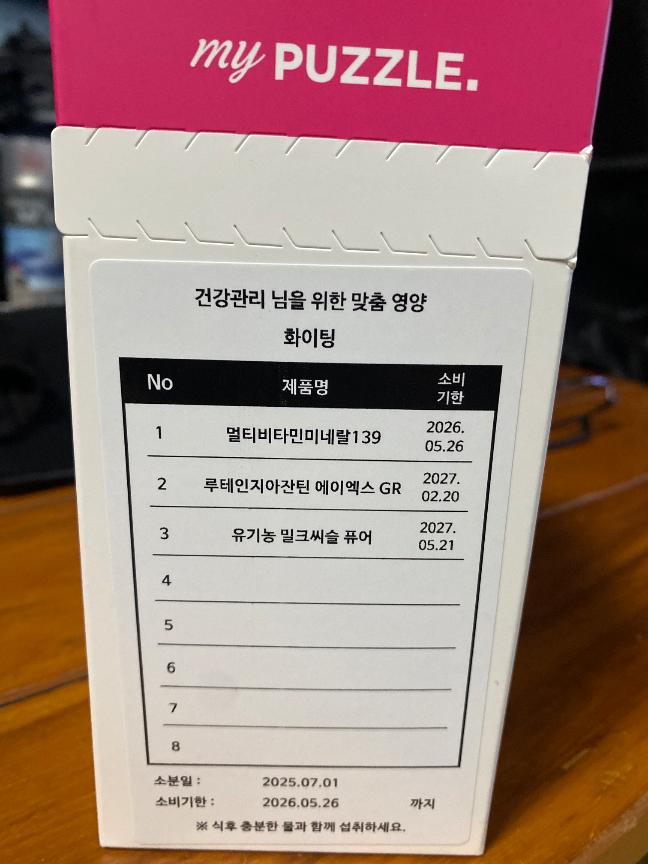 my PUZZLE.
건강관리 님을 위한 맞춤 영양
화이팅
No 제품명 소비 기한
1 멀티비타민미네랄139 2026. 05.26
2 루테인지아잔틴 에이엑스 GR 2027. 02.20
3 유기농 밀크씨슬 퓨어 2027. 05.21
4
5
6
7
8
소분일 : 2025.07.01
소비기한 : 2026.05.26 까지
※ 식후 충분한 물과 함께 섭취하세요.